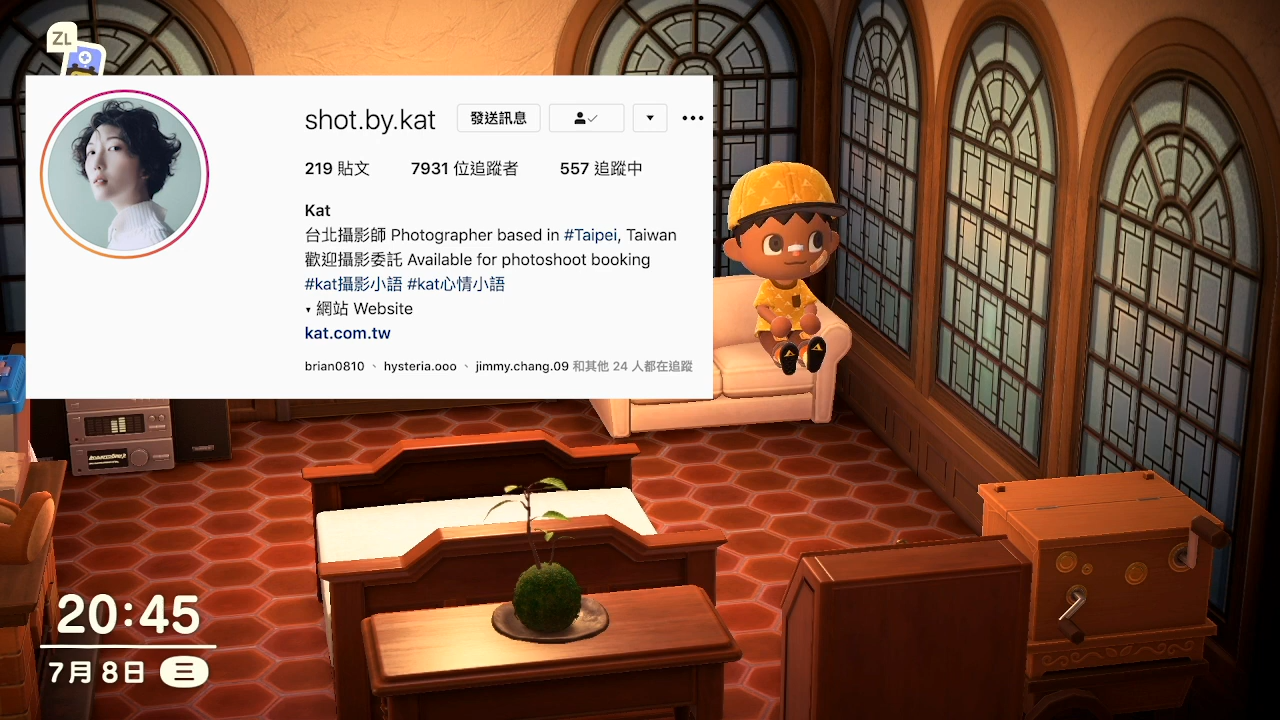 ZL
shot.by.kat 發送訊息
219 貼文 7931 位追蹤者 557 追蹤中
Kat
台北攝影師 Photographer based in #Taipei, Taiwan
歡迎攝影委託 Available for photoshoot booking
#kat攝影小語 #kat心情小語
▾ 網站 Website
kat.com.tw
brian0810、hysteria.ooo、jimmy.chang.09 和其他 24 人都在追蹤
20:45
7月8日 三